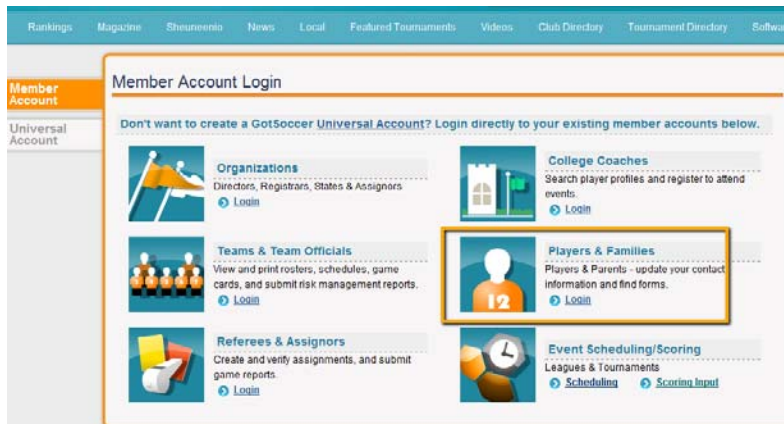 Rankings Magazine Sheuneenio News Local Featured Tournaments Videos Club Directory Tournament Directory Softwa
Member Account Login
Member
Account
Universal
Account
Don't want to create a GotSoccer Universal Account? Login directly to your existing member accounts below.
Organizations
Directors, Registrars, States & Assignors
Login
College Coaches
Search player profiles and register to attend
events.
Login
Teams & Team Officials
View and print rosters, schedules, game
cards, and submit risk management reports.
Login
Players & Families
Players & Parents - update your contact
information and find forms.
Login
12
Referees & Assignors
Create and verify assignments, and submit
game reports.
Login
Event Scheduling/Scoring
Leagues & Tournaments
Scheduling Scoring Input